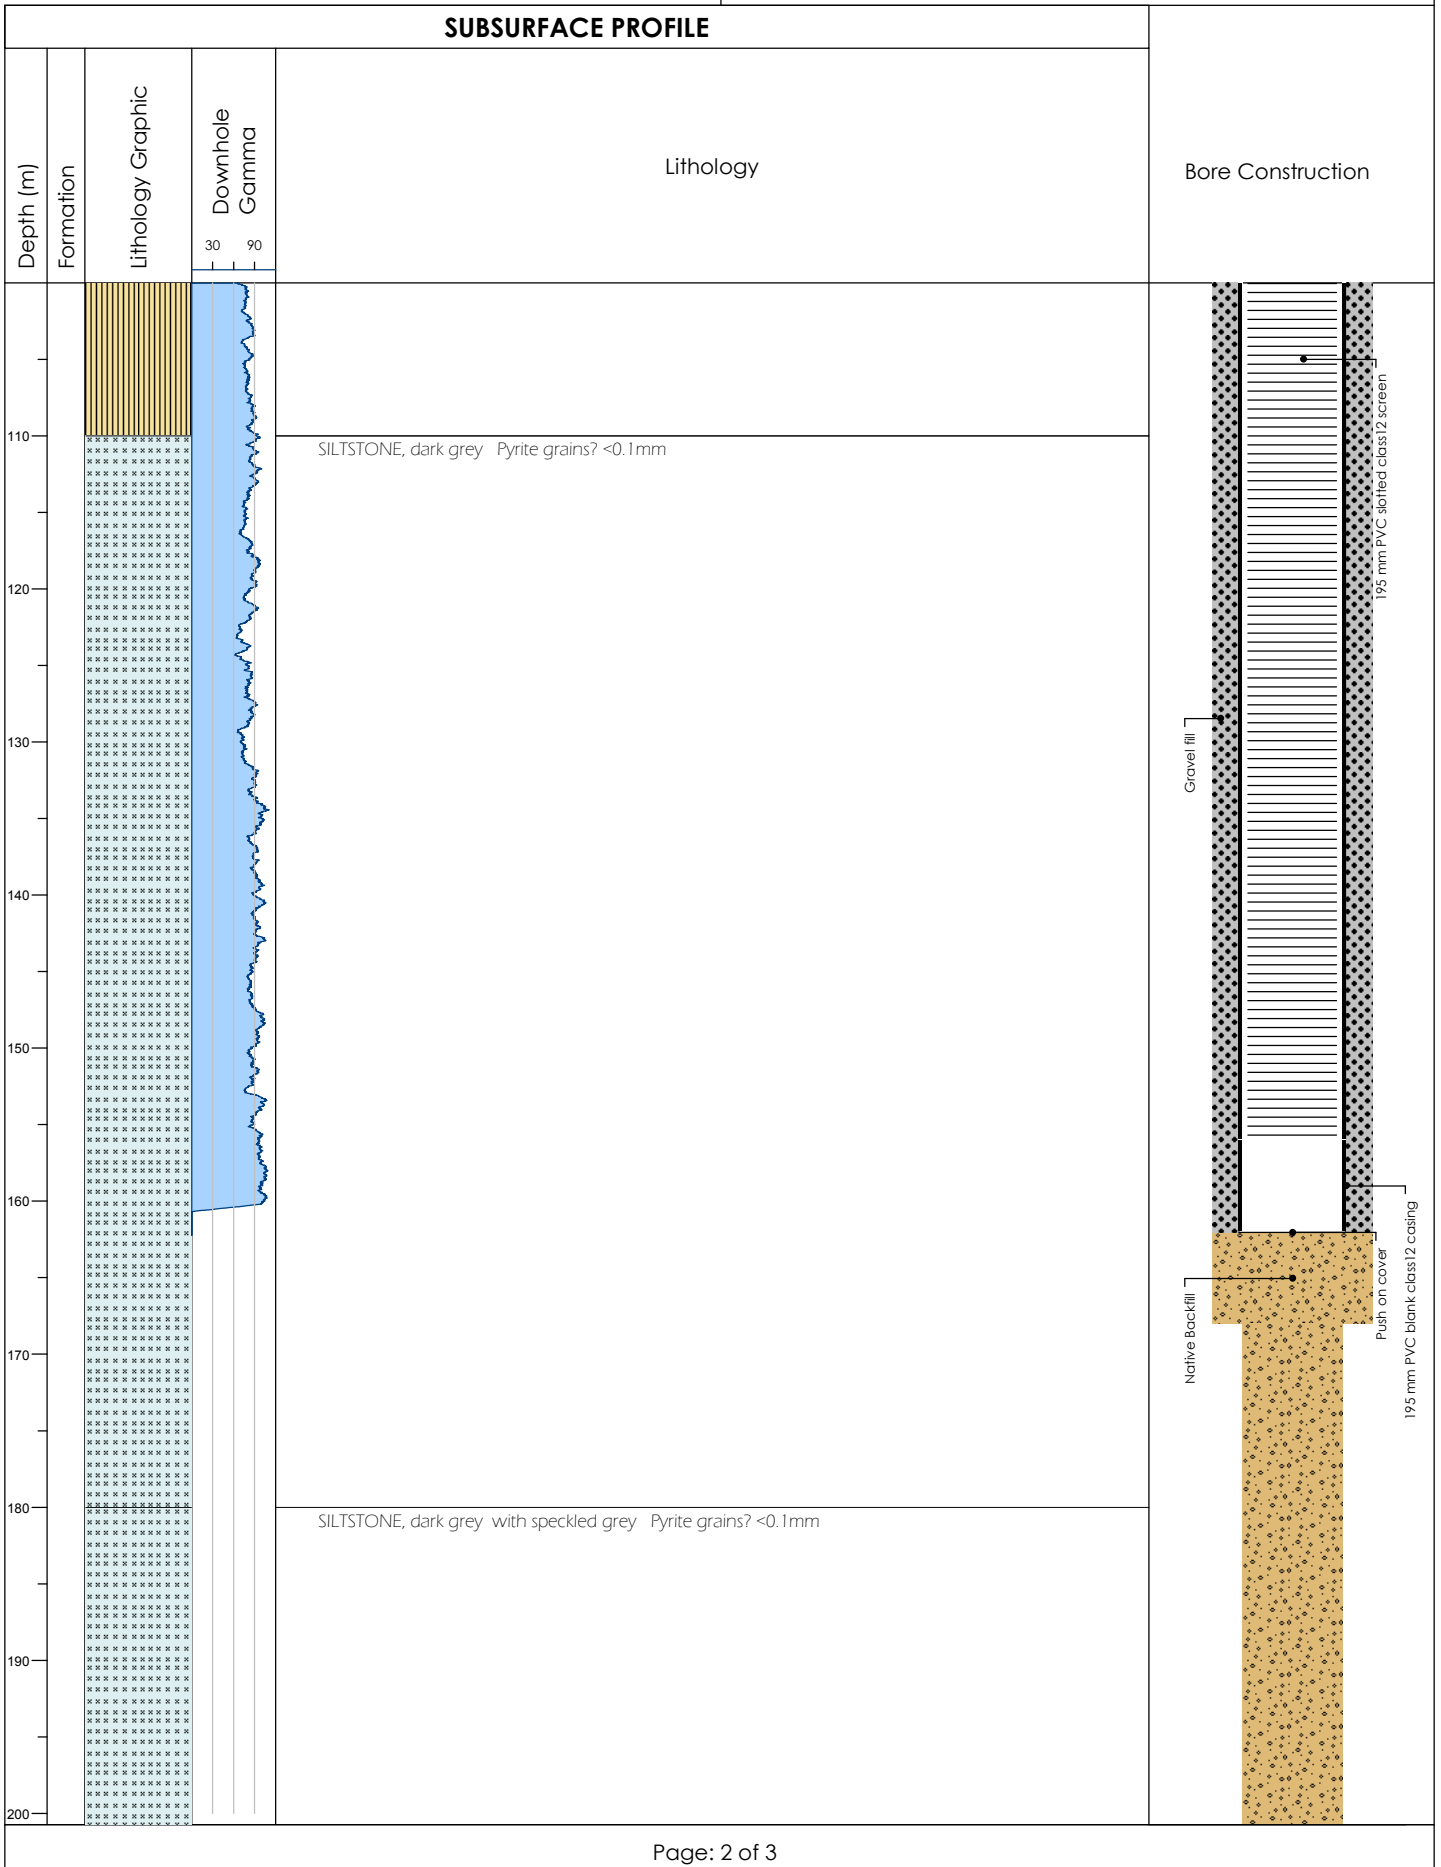 SUBSURFACE PROFILE
Depth (m)
Formation
Lithology Graphic
Downhole
Gamma
30 90
Lithology
Bore Construction
110
120
130
140
150
160
170
180
190
200
SILTSTONE, dark grey Pyrite grains? <0.1mm
SILTSTONE, dark grey with speckled grey Pyrite grains? <0.1mm
195 mm PVC slotted class12 screen
Gravel fill
Native Backfill
Push on cover
195 mm PVC blank class12 casing
Page: 2 of 3